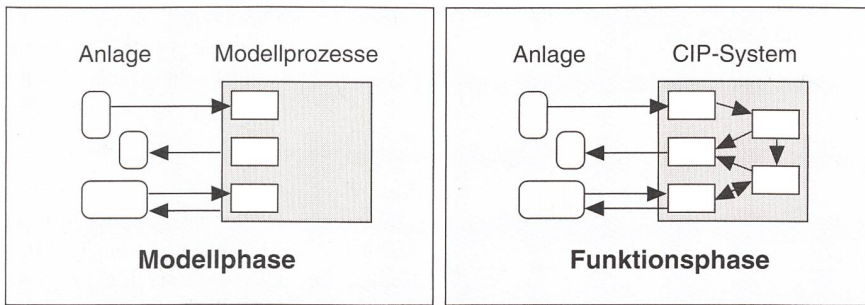 Anlage Modellprozesse
Modellphase
Anlage CIP-System
Funktionsphase